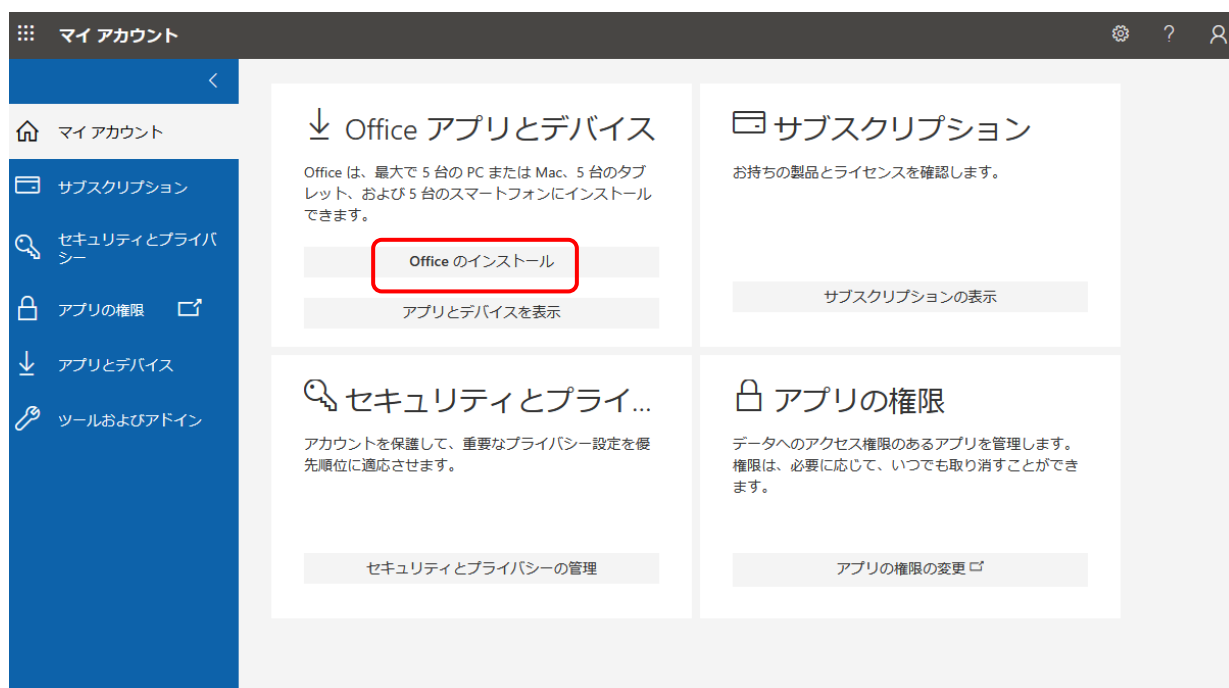 マイ アカウント
?
マイ アカウント
サブスクリプション
セキュリティとプライバ
シー
アプリの権限
アプリとデバイス
ツールおよびアドイン
Office アプリとデバイス
Office は、最大で 5 台の PC または Mac、5 台のタブ
レット、および 5 台のスマートフォンにインストール
できます。
Office のインストール
アプリとデバイスを表示
サブスクリプション
お持ちの製品とライセンスを確認します。
サブスクリプションの表示
セキュリティとプライ...
アカウントを保護して、重要なプライバシー設定を優
先順位に適応させます。
セキュリティとプライバシーの管理
アプリの権限
データへのアクセス権限のあるアプリを管理します。
権限は、必要に応じて、いつでも取り消すことができ
ます。
アプリの権限の変更